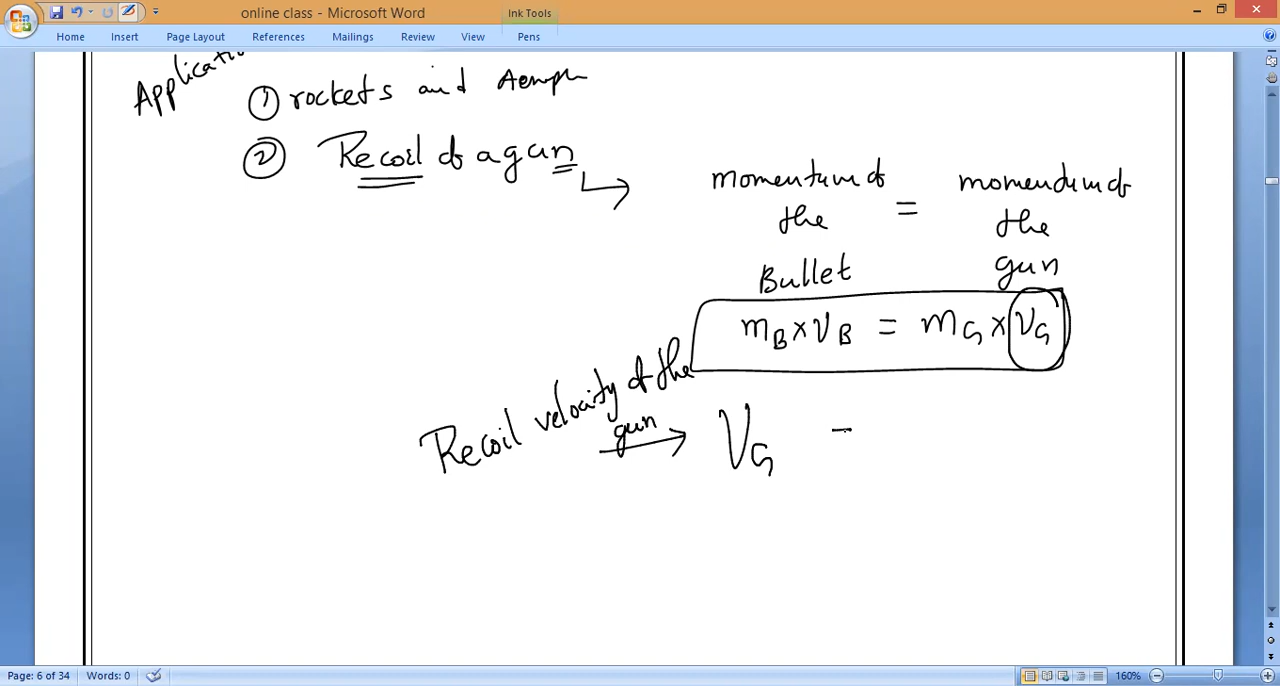 online class - Microsoft Word
Ink Tools
Home Insert Page Layout References Mailings Review View Pens
① rockets and
② Recoil of a gun
momentum of the Bullet = momentum of the gun
mB × vB = mG × vG
Recoil velocity of the gun → VG -
Page: 6 of 34 Words: 0 160%